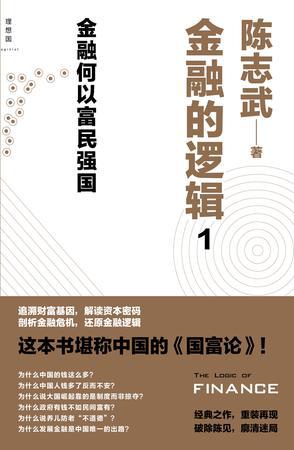 理想国
陈志武——著
金融的逻辑1
金融何以富民强国
追溯财富基因，解读资本密码
剖析金融危机，还原金融逻辑
这本书堪称中国的《国富论》！
为什么中国的钱这么多？
为什么中国人钱多了反而不安？
为什么说大国崛起靠的是制度而非掠夺？
为什么政府有钱不如民间富有？
为什么说养儿防老“不道德”？
为什么发展金融是中国唯一的出路？
THE LOGIC OF
FINANCE
经典之作，重装再现
破除陈见，廓清迷局